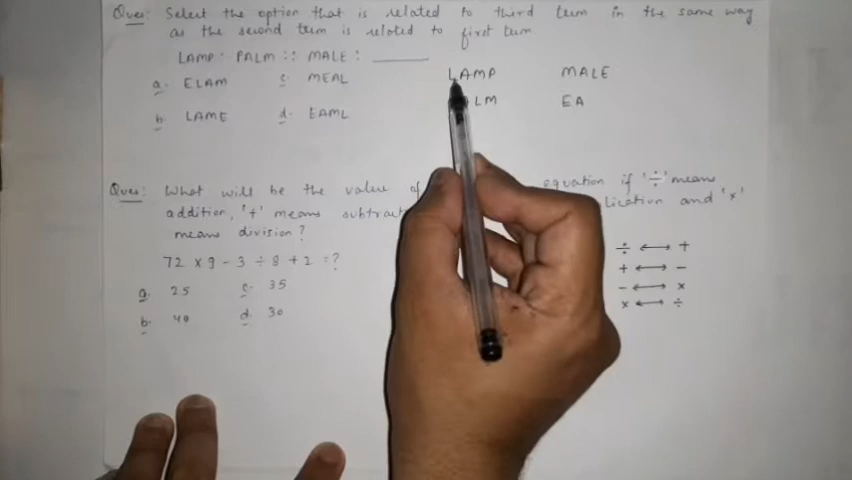 Ques: Select the option that is related to third term in the same way
as the second term is related to first term
LAMP: PALM :: MALE : ______
a. ELAM c. MEAL
b. LAME d. EAML
LAMP MALE
LM EA
Ques: What will be the value of equation if '÷' means
addition, '+' means subtract and 'x'
means division?
72 x 9 - 3 ÷ 8 + 2 = ?
a. 25 c. 35
b. 40 d. 30
÷ ⟷ +
+ ⟷ -
- ⟷ x
x ⟷ ÷